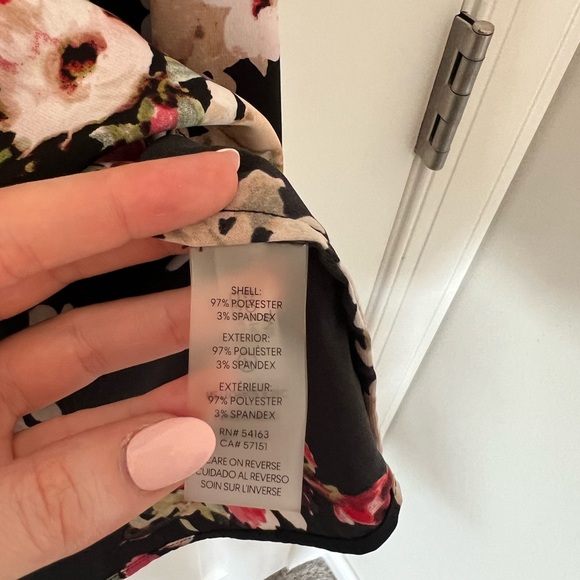 SHELL:
97% POLYESTER
3% SPANDEX
EXTERIOR:
97% POLIÉSTER
3% SPANDEX
EXTÉRIEUR:
97% POLYESTER
3% SPANDEX
RN# 54163
CA# 57151
CARE ON REVERSE
CUIDADO AL REVERSO
SOIN SUR L'INVERSE